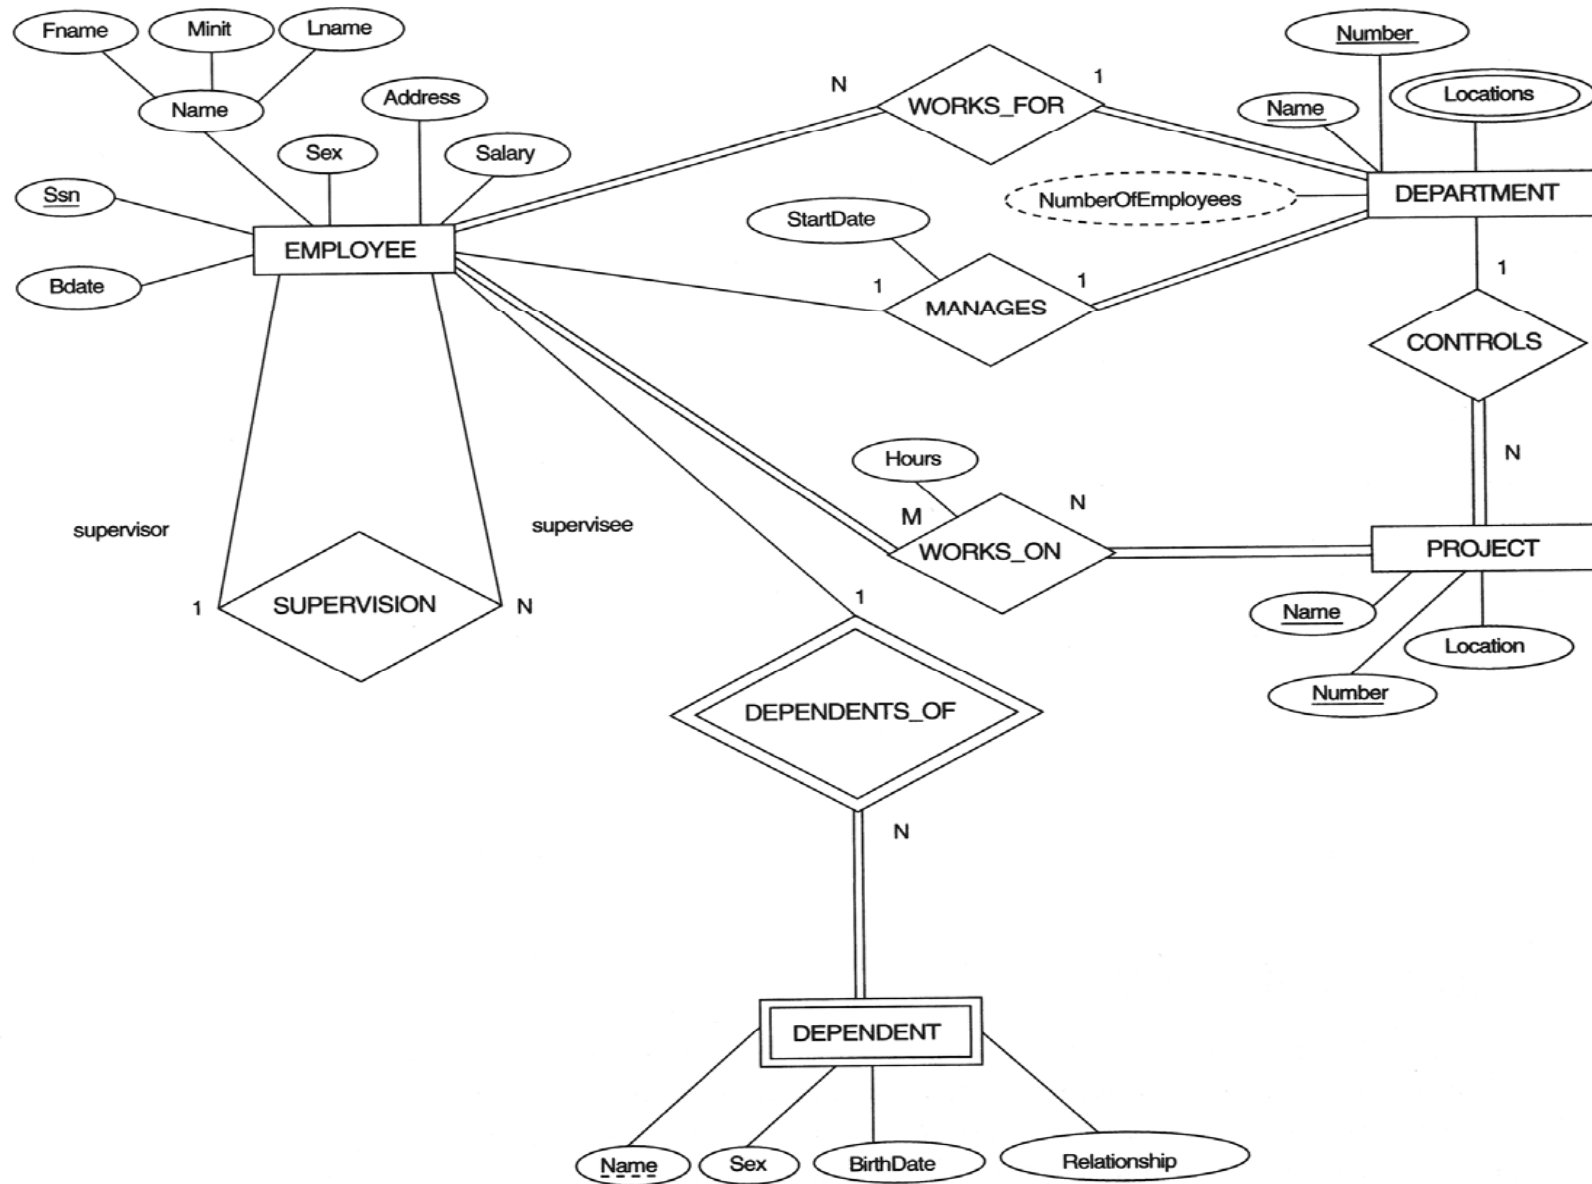 Fname
Minit
Lname
Number
Name
Address
N
WORKS_FOR
1
Name
Locations
Sex
Salary
Ssn
StartDate
NumberOfEmployees
DEPARTMENT
EMPLOYEE
Bdate
1
MANAGES
1
1
CONTROLS
Hours
N
supervisor
supervisee
M
N
WORKS_ON
PROJECT
1
SUPERVISION
N
1
Name
Location
Number
DEPENDENTS_OF
N
DEPENDENT
Name
Sex
BirthDate
Relationship